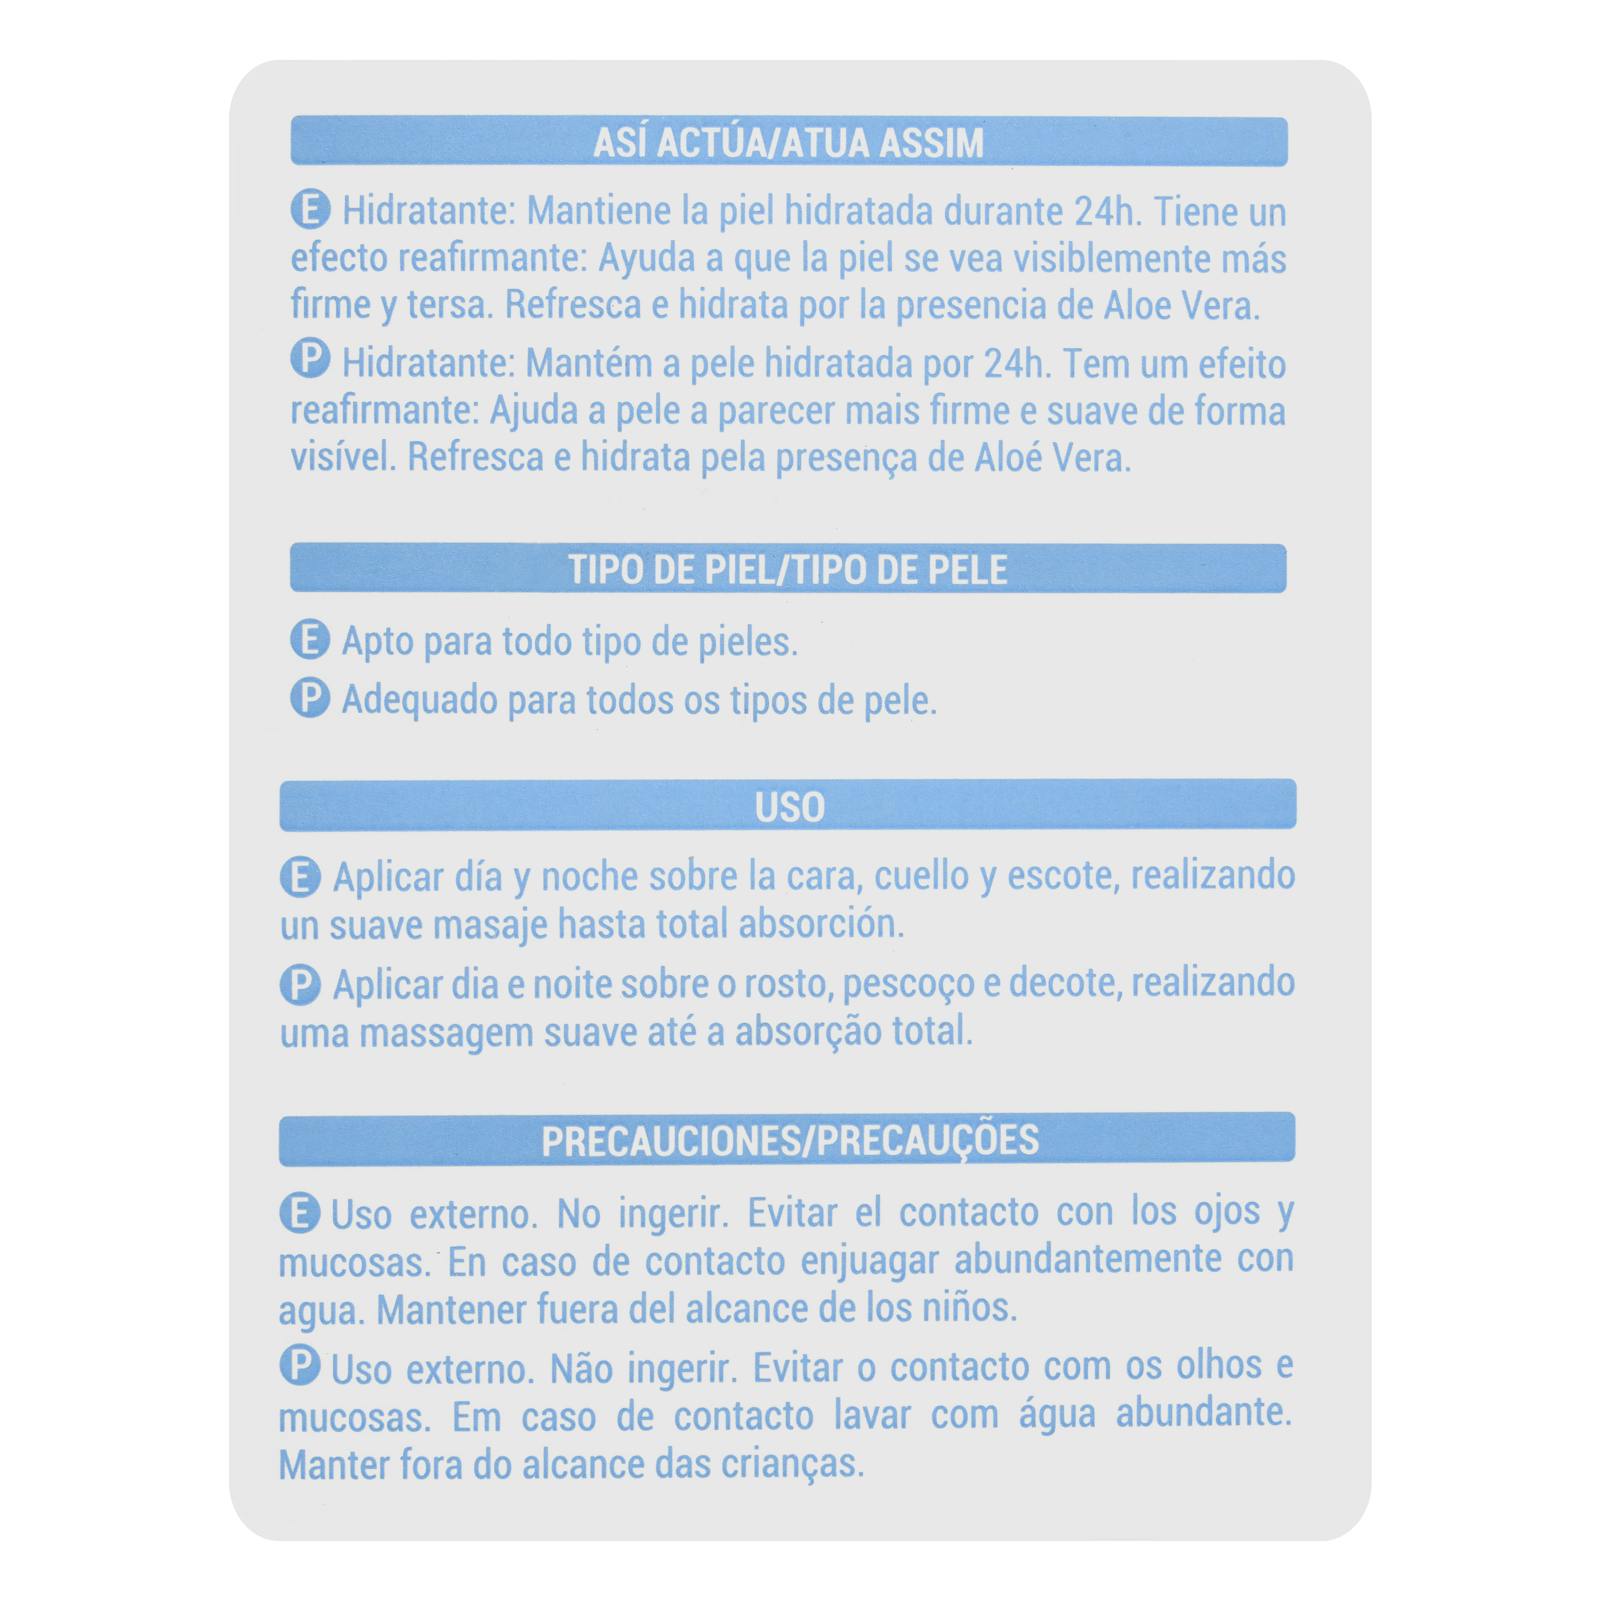 ASÍ ACTÚA/ATUA ASSIM
E Hidratante: Mantiene la piel hidratada durante 24h. Tiene un
efecto reafirmante: Ayuda a que la piel se vea visiblemente más
firme y tersa. Refresca e hidrata por la presencia de Aloe Vera.
P Hidratante: Mantém a pele hidratada por 24h. Tem um efeito
reafirmante: Ajuda a pele a parecer mais firme e suave de forma
visível. Refresca e hidrata pela presença de Aloé Vera.
TIPO DE PIEL/TIPO DE PELE
E Apto para todo tipo de pieles.
P Adequado para todos os tipos de pele.
USO
E Aplicar día y noche sobre la cara, cuello y escote, realizando
un suave masaje hasta total absorción.
P Aplicar dia e noite sobre o rosto, pescoço e decote, realizando
uma massagem suave até a absorção total.
PRECAUCIONES/PRECAUÇÕES
E Uso externo. No ingerir. Evitar el contacto con los ojos y
mucosas. En caso de contacto enjuagar abundantemente con
agua. Mantener fuera del alcance de los niños.
P Uso externo. Não ingerir. Evitar o contacto com os olhos e
mucosas. Em caso de contacto lavar com água abundante.
Manter fora do alcance das crianças.